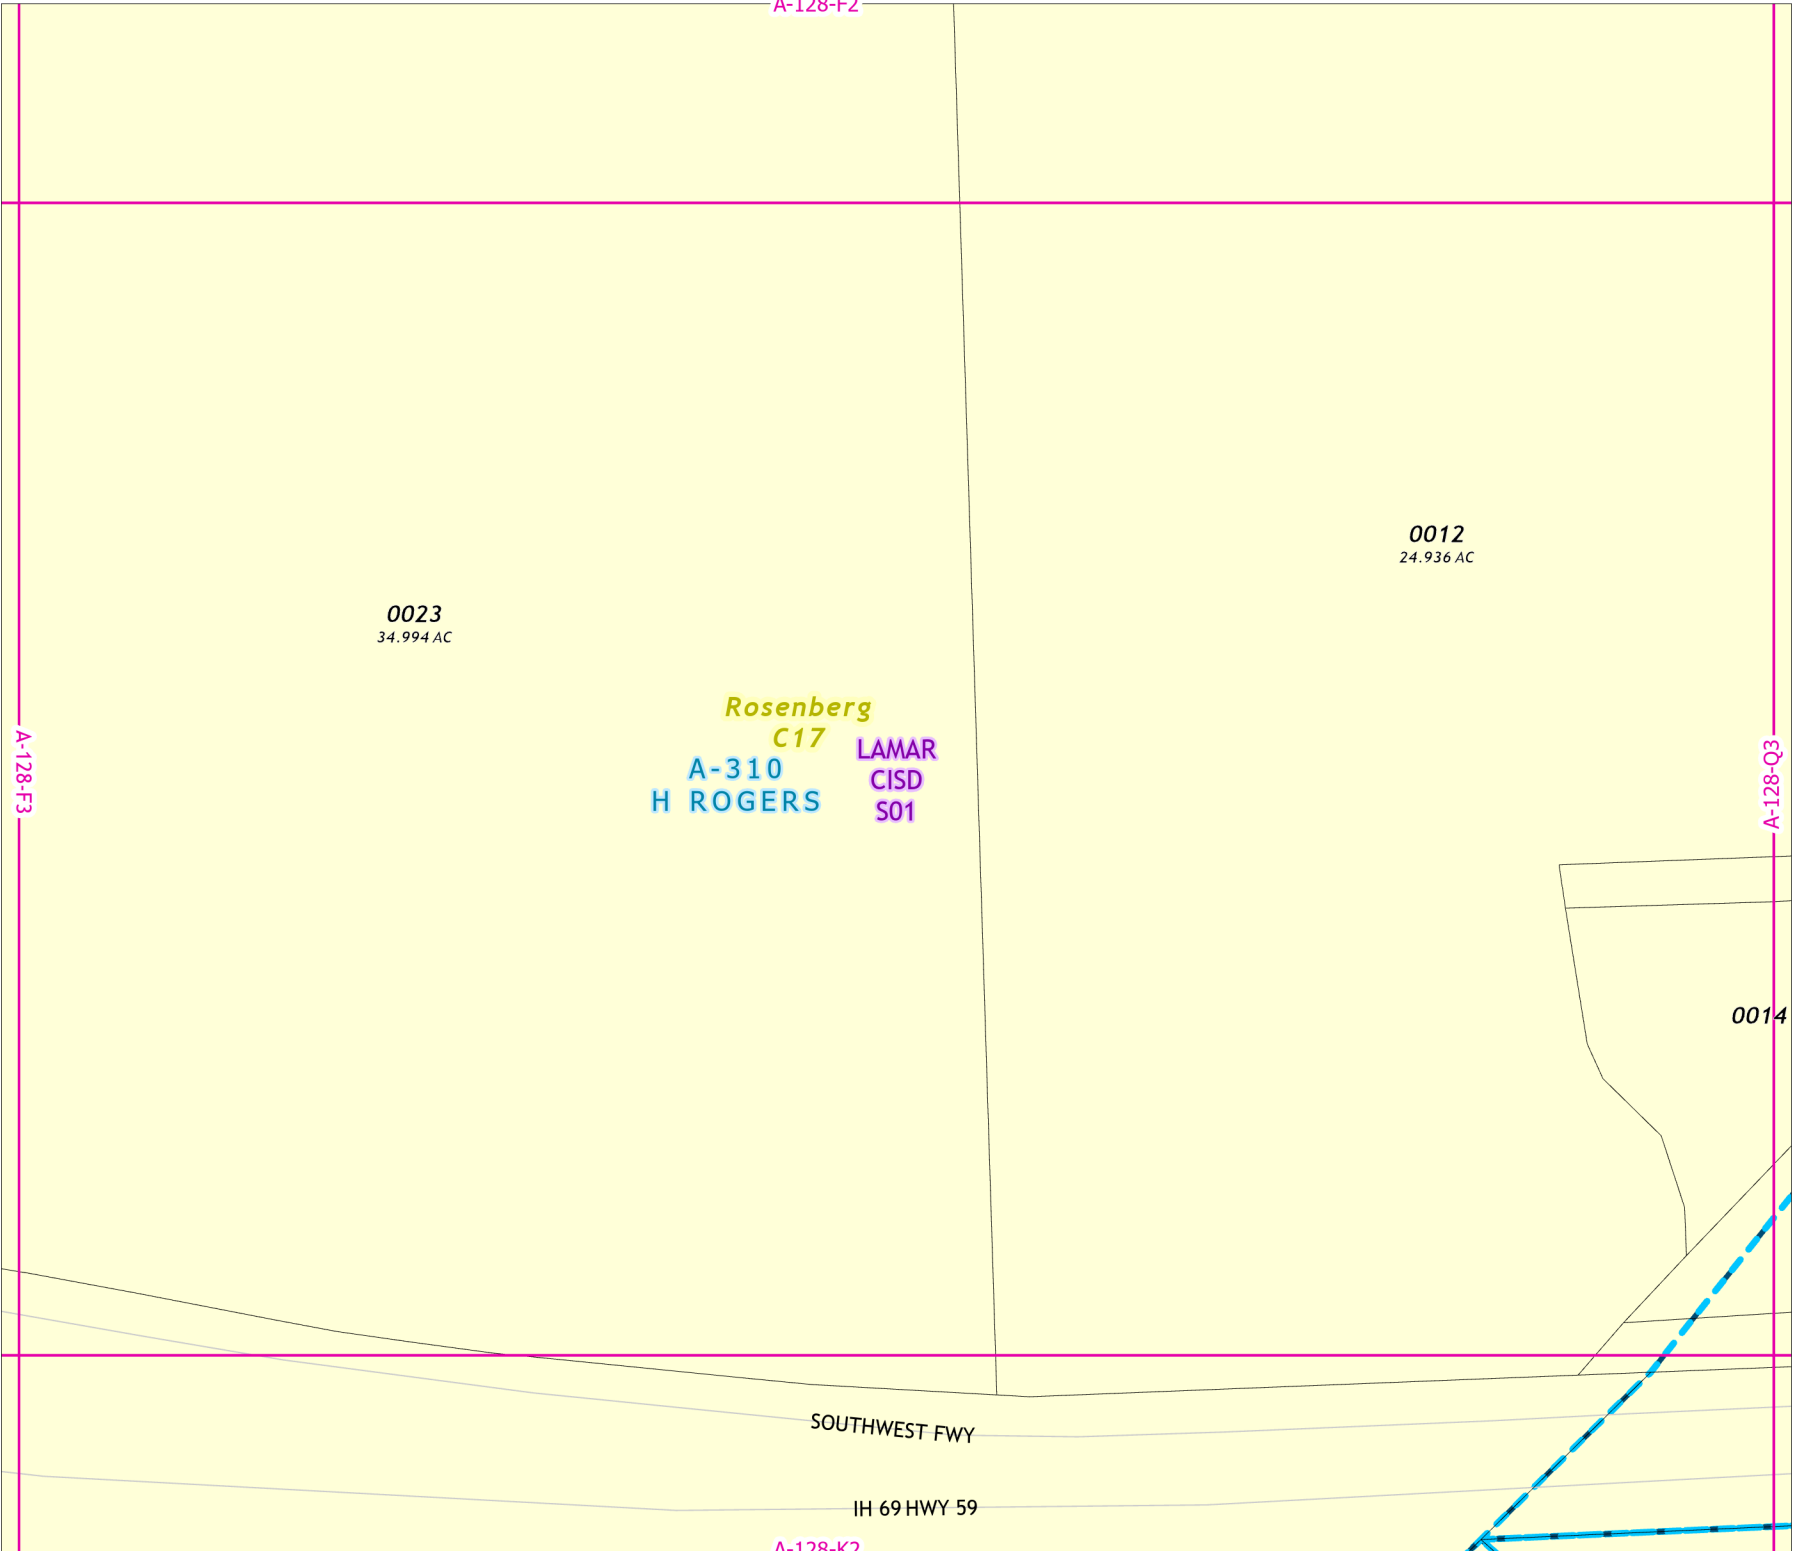 A-128-F2
0012
24.936 AC
0023
34.994 AC
Rosenberg
C17
LAMAR
CISD
S01
A-310
H ROGERS
A-128-F3
A-128-Q3
0014
SOUTHWEST FWY
IH 69 HWY 59
A-128-K2